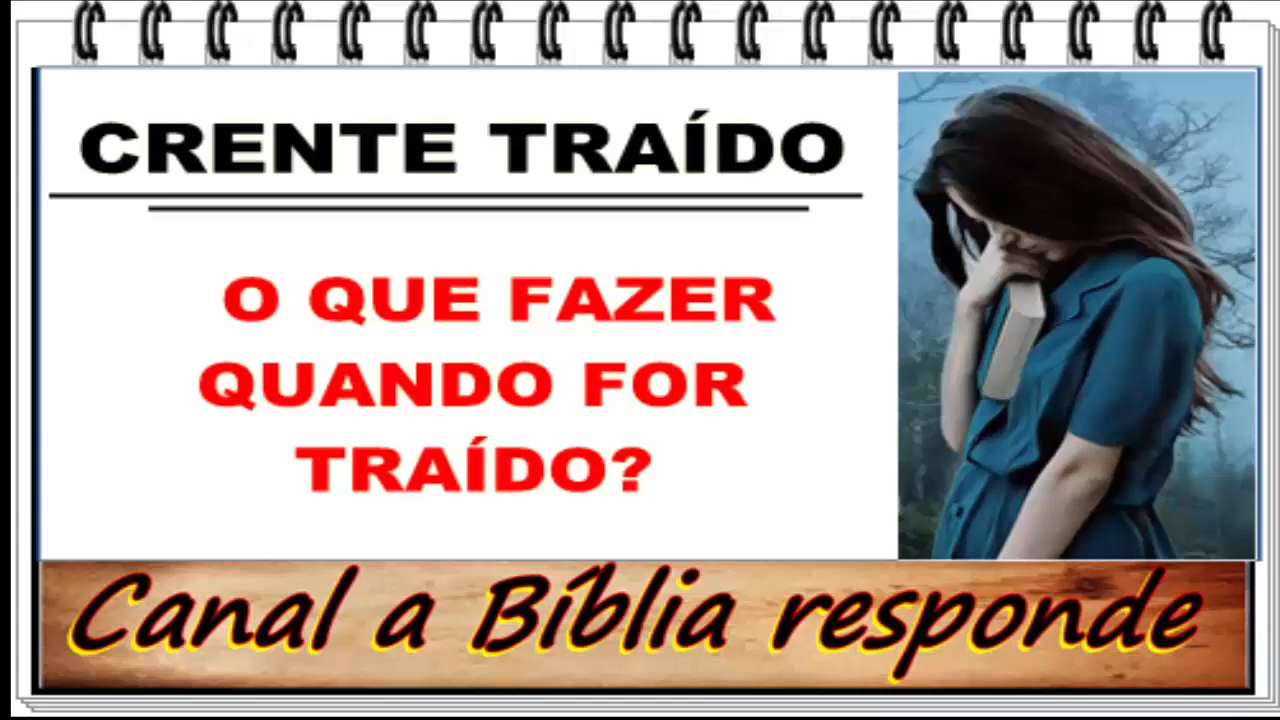 CRENTE TRAÍDO
O QUE FAZER
QUANDO FOR
TRAÍDO?
Canal a Bíblia responde